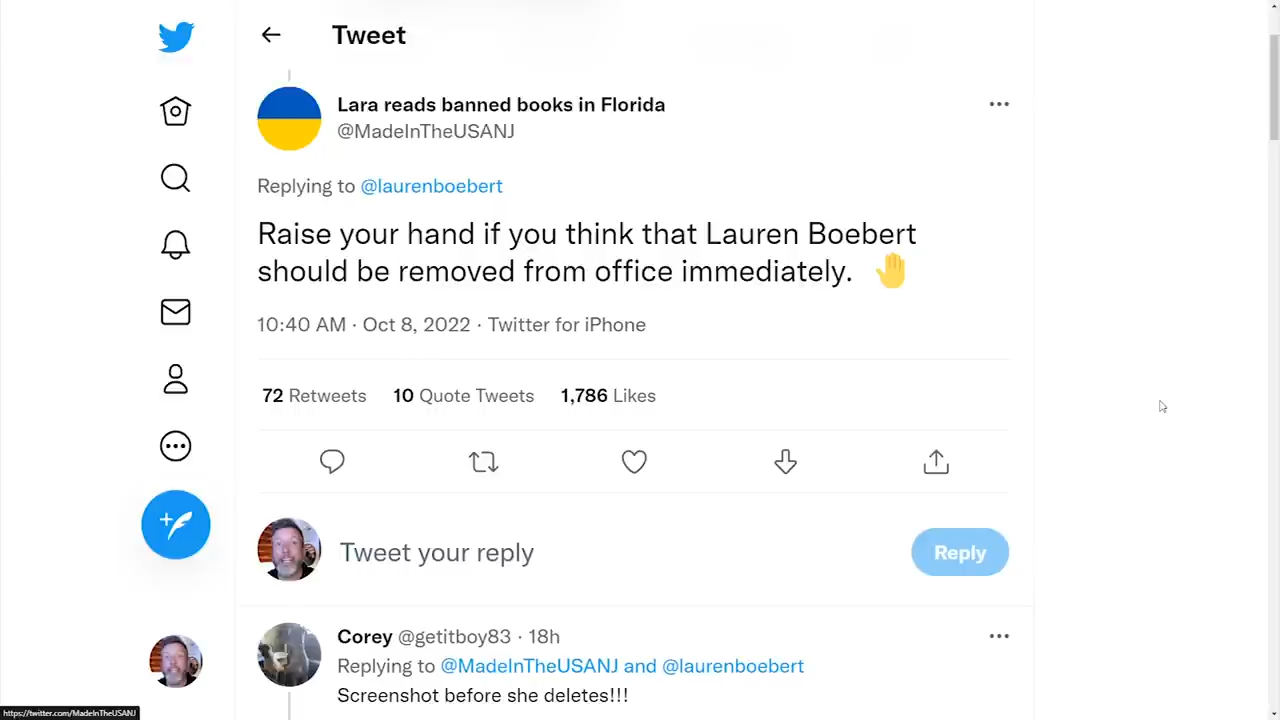 Tweet
Lara reads banned books in Florida
@MadeInTheUSANJ
Replying to @laurenboebert
Raise your hand if you think that Lauren Boebert
should be removed from office immediately. 🤚
10:40 AM · Oct 8, 2022 · Twitter for iPhone
72 Retweets 10 Quote Tweets 1,786 Likes
Tweet your reply
Reply
Corey @getitboy83 · 18h
Replying to @MadeInTheUSANJ and @laurenboebert
Screenshot before she deletes!!!
https://twitter.com/MadeInTheUSANJ